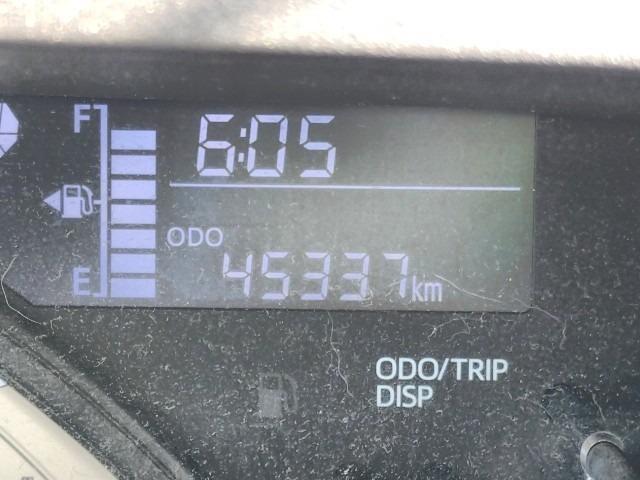 F
6:05
ODO
E
45337km
ODO/TRIP
DISP